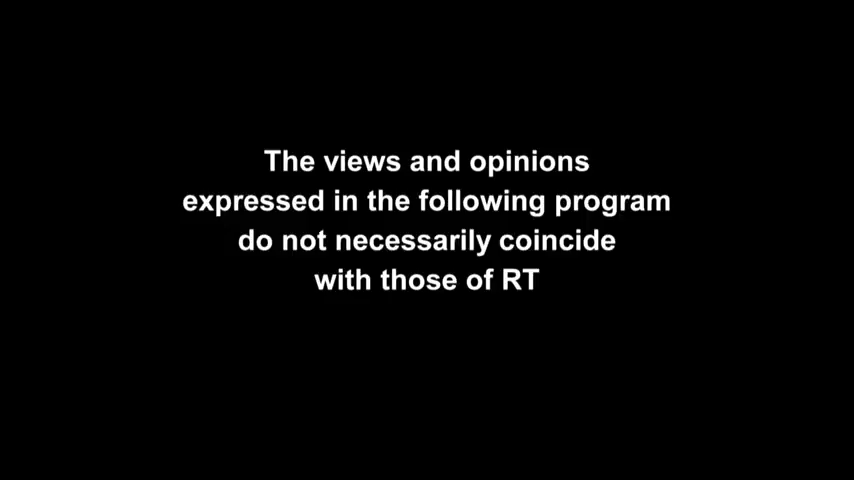 The views and opinions
expressed in the following program
do not necessarily coincide
with those of RT